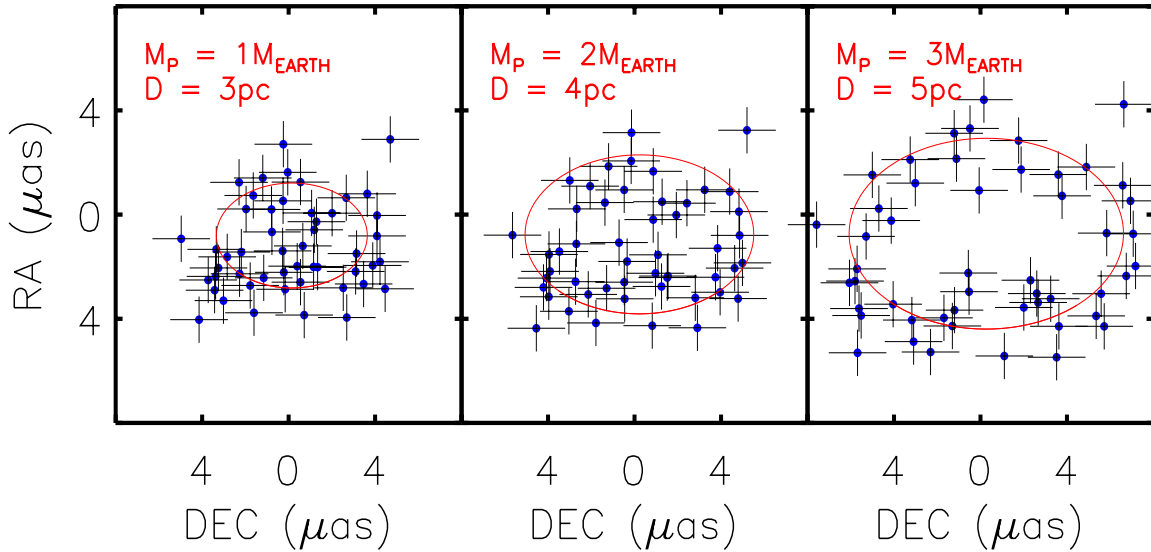 M_P = 1M_EARTH
D = 3pc
M_P = 2M_EARTH
D = 4pc
M_P = 3M_EARTH
D = 5pc
RA (μas)
4
0
4
4 0 4
4 0 4
4 0 4
DEC (μas)
DEC (μas)
DEC (μas)